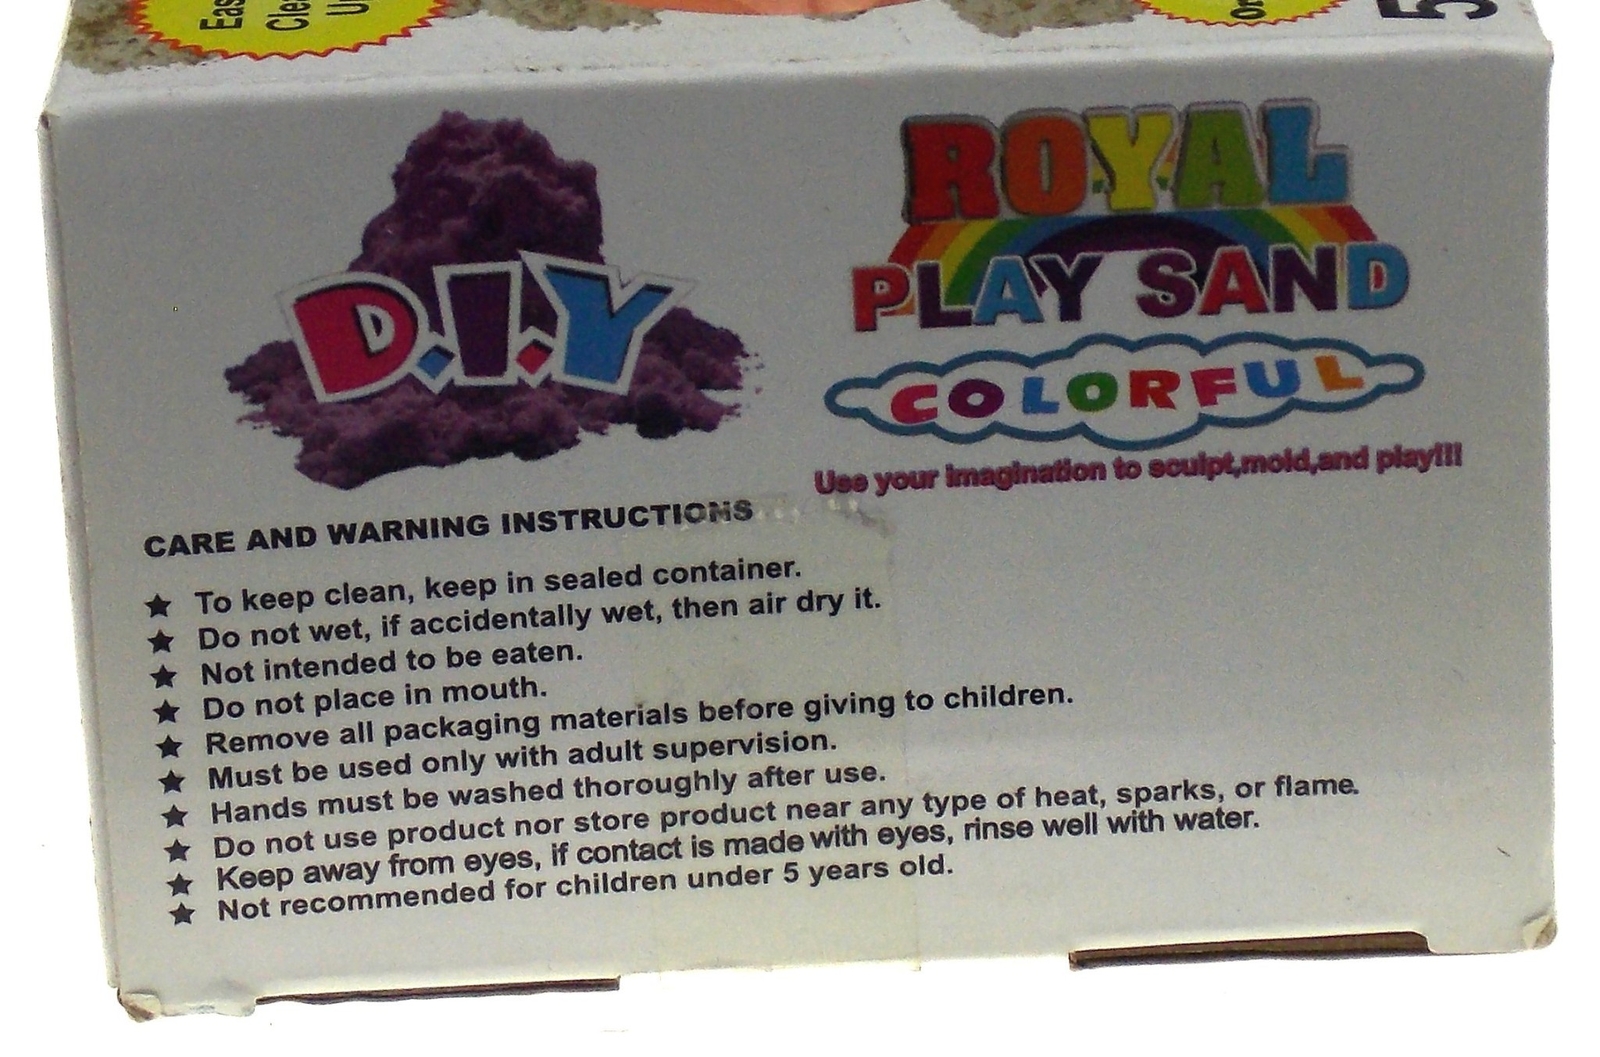 Eas
Cle
U
or
5
D.I.Y
ROYAL
PLAY SAND
COLORFUL
Use your imagination to sculpt,mold,and play!!!
CARE AND WARNING INSTRUCTIONS
★ To keep clean, keep in sealed container.
★ Do not wet, if accidentally wet, then air dry it.
★ Not intended to be eaten.
★ Do not place in mouth.
★ Remove all packaging materials before giving to children.
★ Must be used only with adult supervision.
★ Hands must be washed thoroughly after use.
★ Do not use product nor store product near any type of heat, sparks, or flame.
★ Keep away from eyes, if contact is made with eyes, rinse well with water.
★ Not recommended for children under 5 years old.